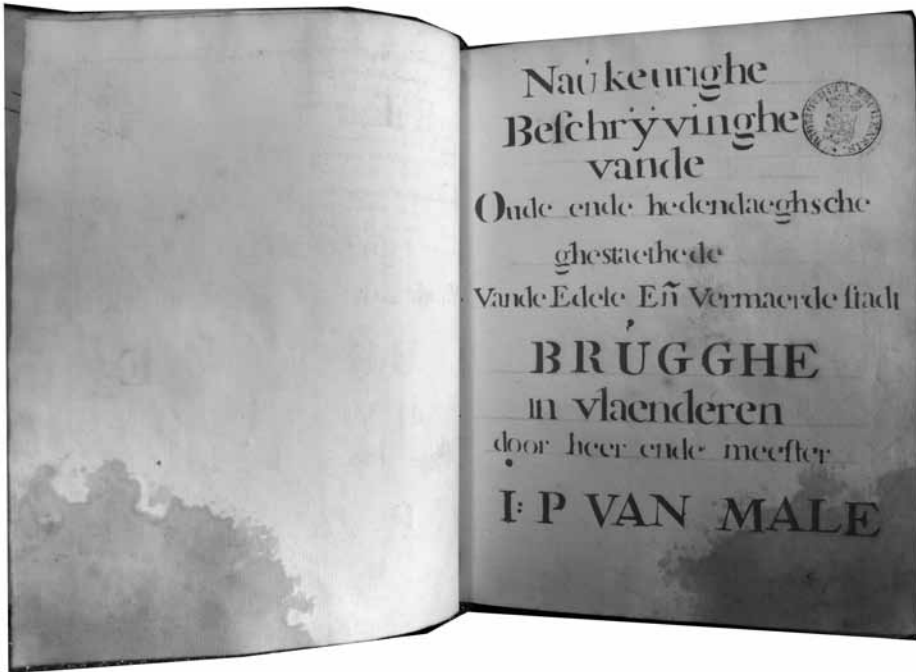 Naúkeurighe
Beſchrÿvinghe
vande
Oude ende hedendaeghsche
ghestaethede
Vande Edele En̄ Vermaerde ſtadt
BRÚGGHE
in vlaenderen
door heer ende meeſter
I: P VAN MALE